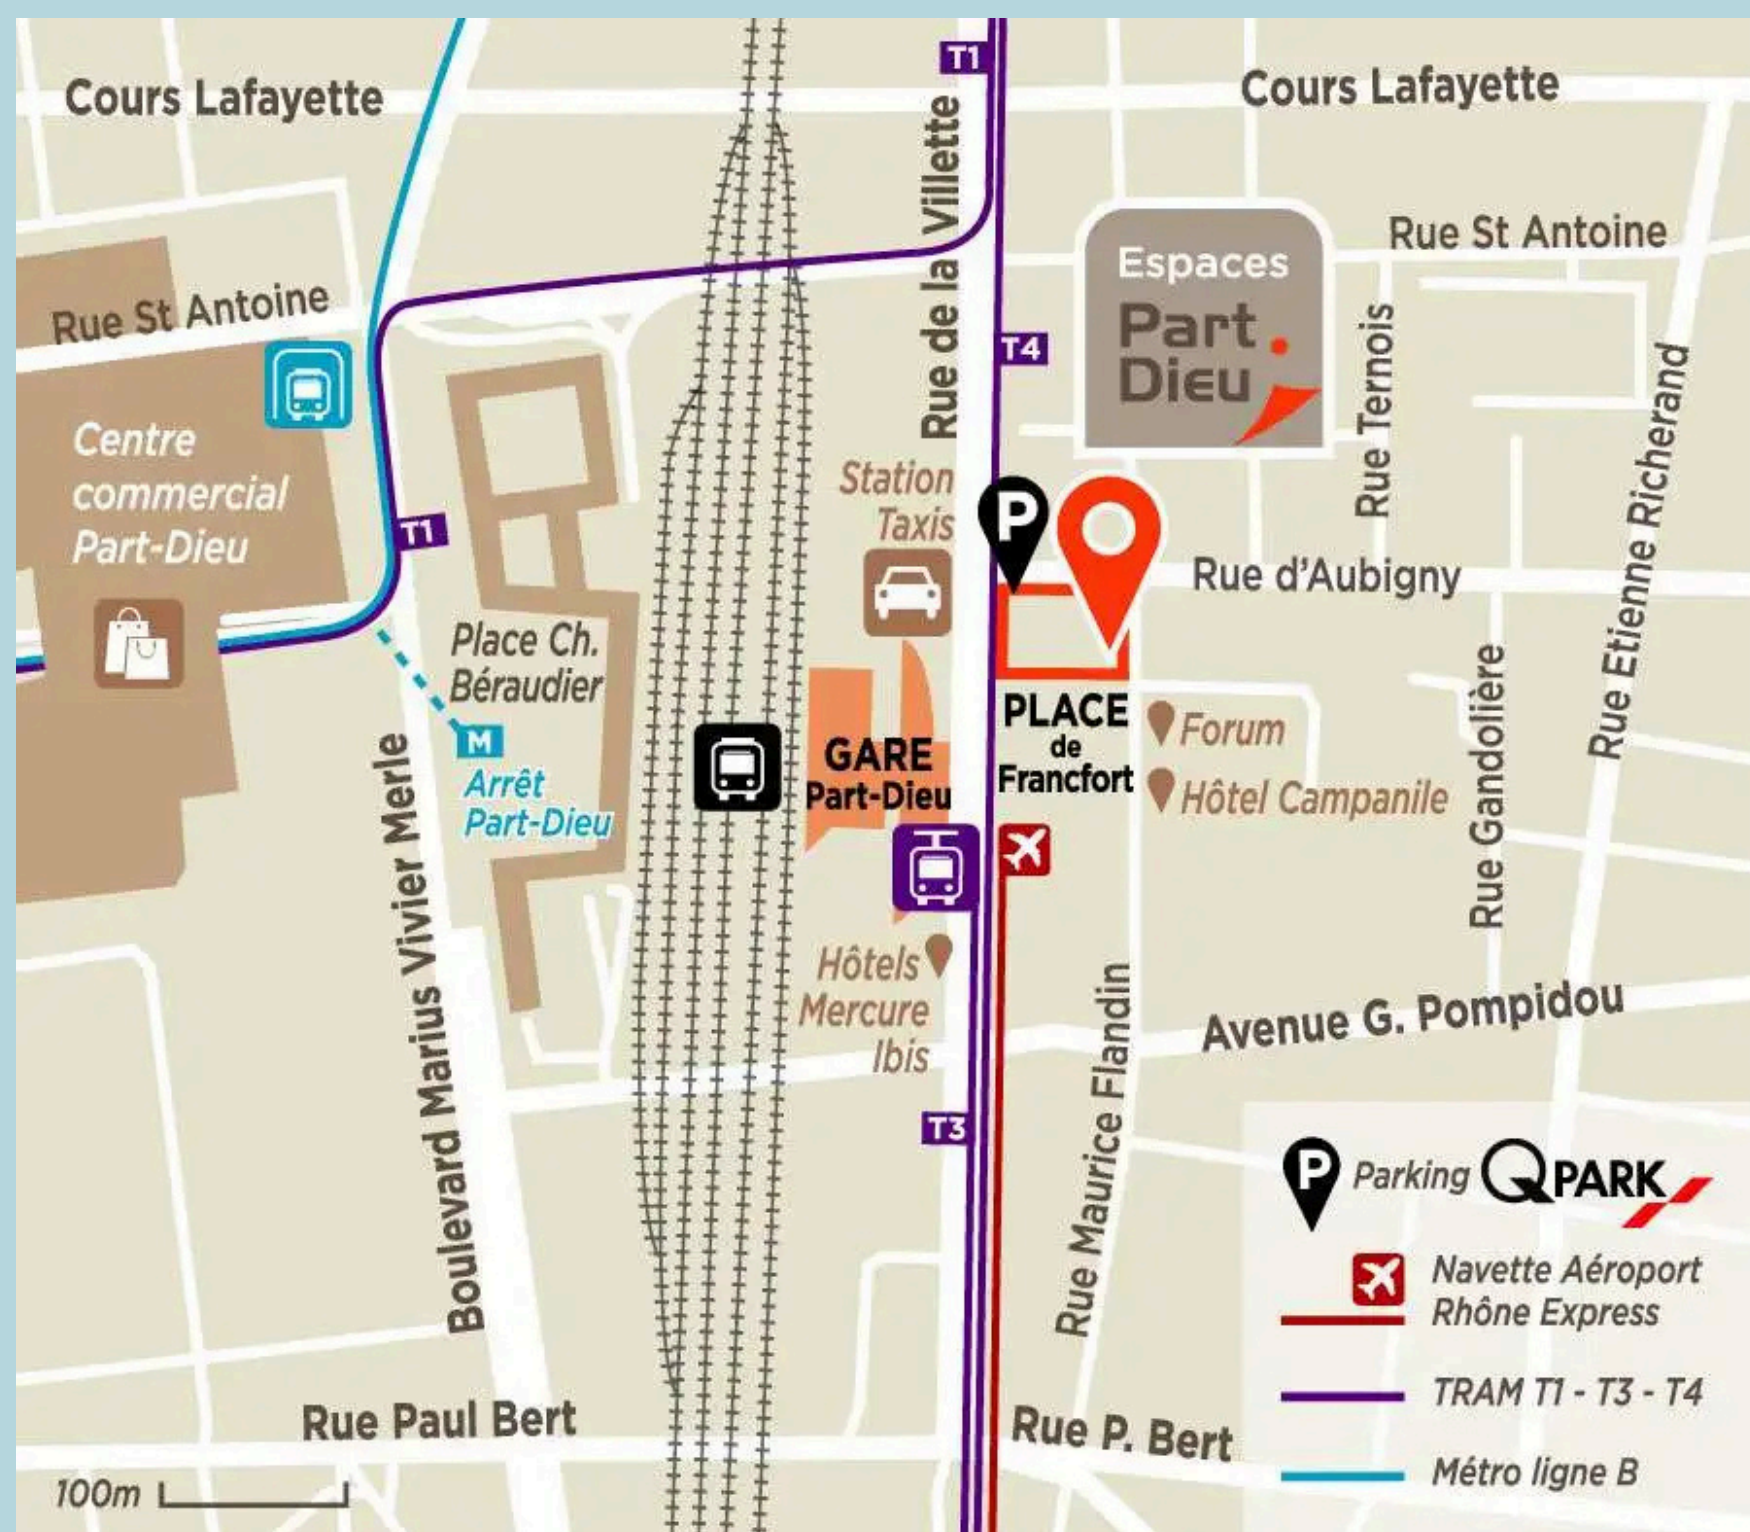 T1
Cours Lafayette
Cours Lafayette
Rue de la Villette
Rue St Antoine
Espaces
Part
Dieu
Rue St Antoine
T4
Rue Ternois
Rue Etienne Richerand
Centre
commercial
Part-Dieu
T1
Station
Taxis
P
Rue d'Aubigny
Place Ch.
Béraudier
M
Arrêt
Part-Dieu
GARE
Part-Dieu
PLACE
de
Francfort
Forum
Hôtel Campanile
Rue Gandolière
Boulevard Marius Vivier Merle
Hôtels
Mercure
Ibis
Avenue G. Pompidou
Rue Maurice Flandin
T3
P
Parking Q PARK
Navette Aéroport
Rhône Express
TRAM T1 - T3 - T4
Métro ligne B
Rue Paul Bert
Rue P. Bert
100m